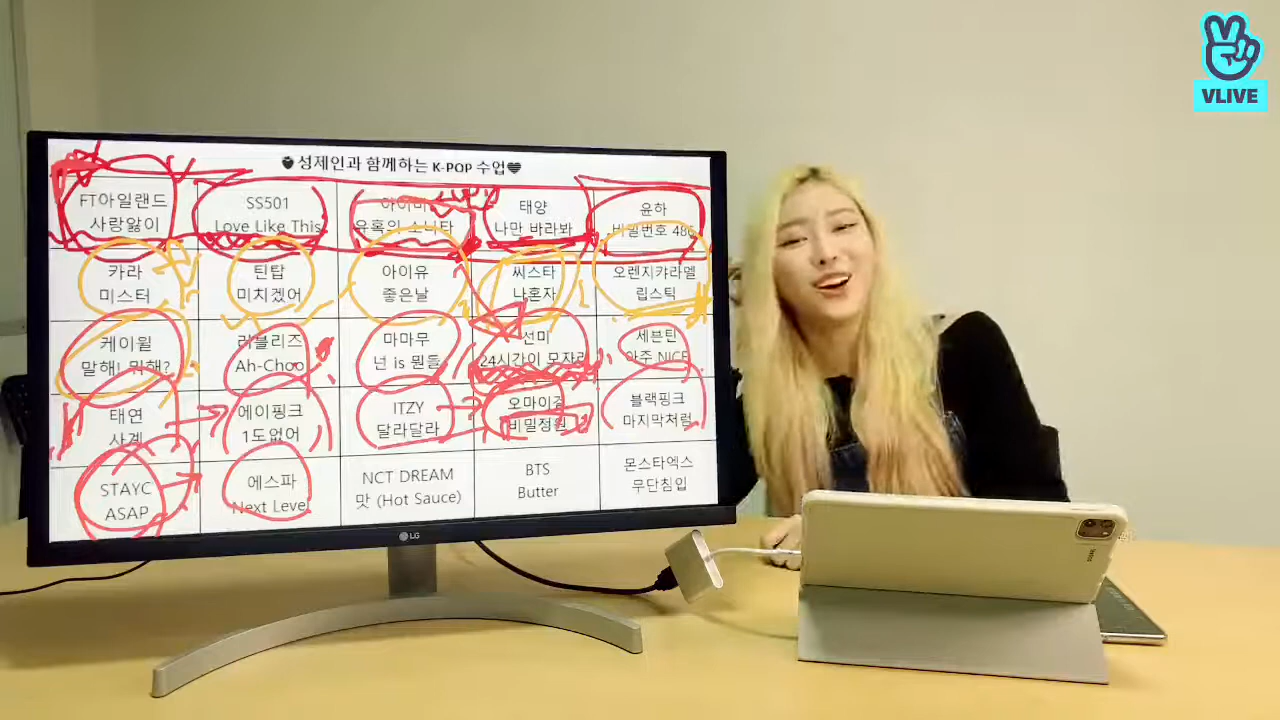 VLIVE
성제인과 함께하는 K-POP 수업
FT아일랜드
사랑앓이
SS501
Love Like This
아이비
유혹의 소나타
태양
나만 바라봐
윤하
비밀번호 486
카라
미스터
틴탑
미치겠어
아이유
좋은날
씨스타
나혼자
오렌지캬라멜
립스틱
케이윌
말해! 뭐해?
러블리즈
Ah-Choo
마마무
넌 is 뭔들
선미
24시간이 모자라
세븐틴
아주 NICE
태연
사계
에이핑크
1도없어
ITZY
달라달라
오마이걸
비밀정원
블랙핑크
마지막처럼
STAYC
ASAP
에스파
Next Level
NCT DREAM
맛 (Hot Sauce)
BTS
Butter
몬스타엑스
무단침입
LG